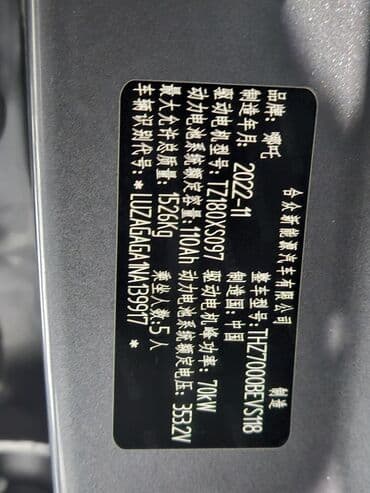 合众新能源汽车有限公司 制造
品牌：哪吒 整车型号：THZ7000BEVS118
制造年月：2022-11 制造国：中国
驱动电机型号：TZ180XS097 驱动电机峰值功率：70kW
动力电池系统额定容量：110Ah 动力电池系统额定电压：353.2V
最大允许总质量：1526Kg 乘坐人数：5人
车辆识别代号：*LUZAGAGA1NA139917*